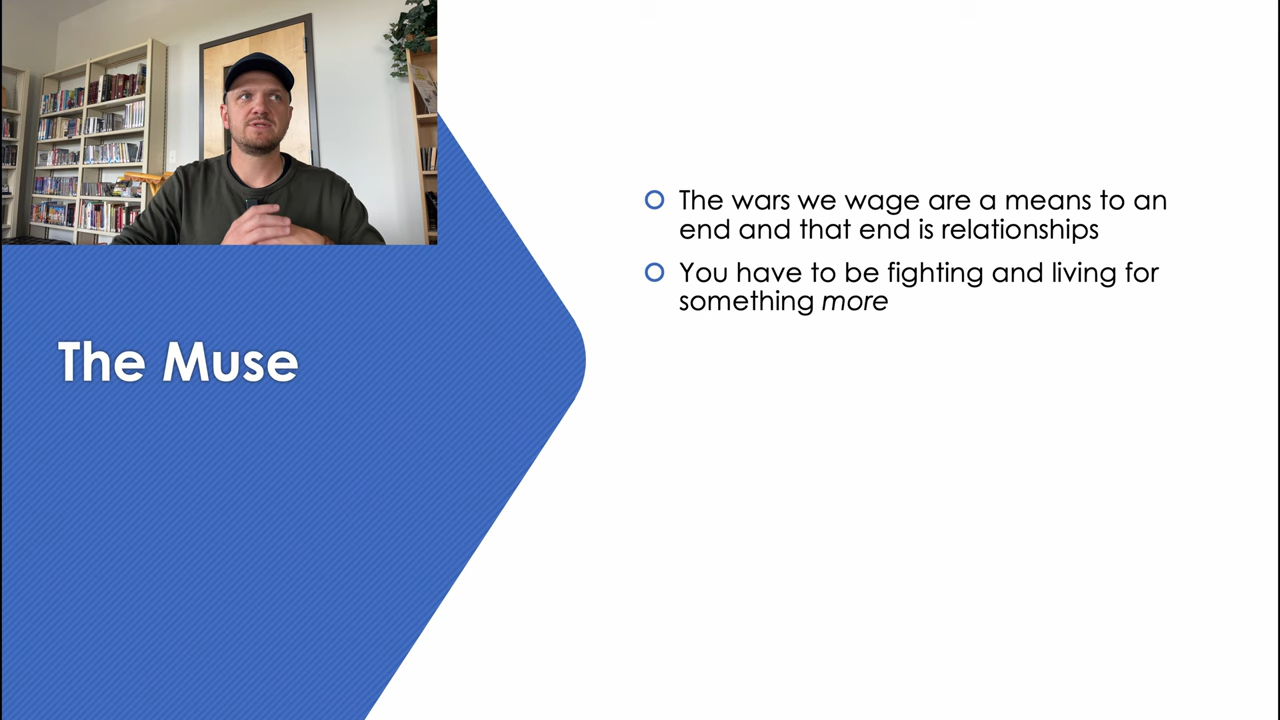 The Muse
The wars we wage are a means to an
end and that end is relationships
You have to be fighting and living for
something more